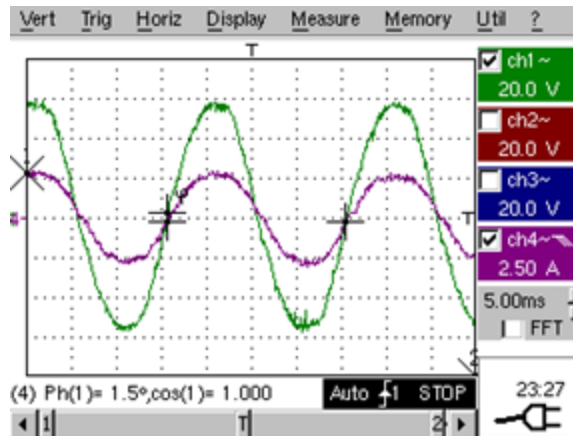 Vert Trig Horiz Display Measure Memory Util ?
T
ch1~
20.0 V
ch2~
20.0 V
ch3~
20.0 V
ch4~
2.50 A
1
φ
T
5.00ms
FFT
2
(4) Ph(1)= 1.5°,cos(1)= 1.000
Auto 1 STOP
23:27
1 T 2